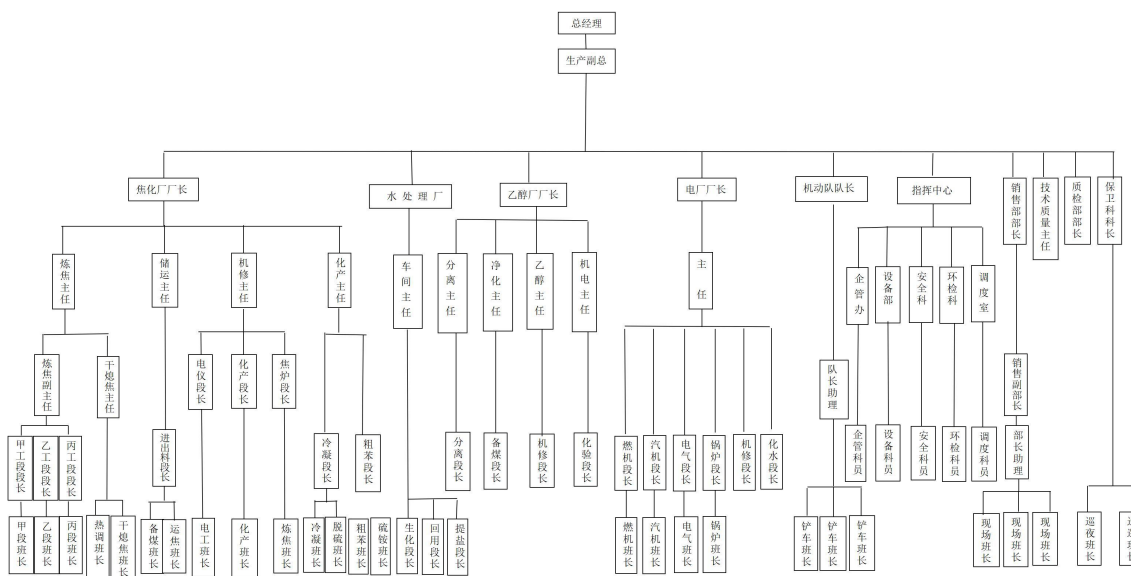 总经理
生产副总
焦化厂厂长
水处理厂
乙醇厂厂长
电厂厂长
机动队队长
指挥中心
销售部部长
技术质量主任
质检部部长
保卫科科长
炼焦主任
储运主任
机修主任
化产主任
车间主任
分离主任
净化主任
乙醇主任
机电主任
主任
企管办
设备部
安全科
环检科
调度室
炼焦副主任
干熄焦主任
电仪段长
化产段长
焦炉段长
队长助理
销售副部长
甲工段段长
乙工段段长
丙工段段长
进出料段长
冷凝段长
粗苯段长
分离段长
备煤段长
机修段长
化验段长
燃机段长
汽机段长
电气段长
锅炉段长
机修段长
化水段长
企管科员
设备科员
安全科员
环检科员
调度科员
部长助理
甲段班长
乙段班长
丙段班长
热调班长
干熄焦班长
备煤班长
运焦班长
电工班长
化产班长
炼焦班长
冷凝班长
脱硫班长
粗苯班长
硫铵班长
生化段长
回用段长
提盐段长
燃机班长
汽机班长
电气班长
锅炉班长
铲车班长
铲车班长
铲车班长
现场班长
现场班长
现场班长
巡夜班长